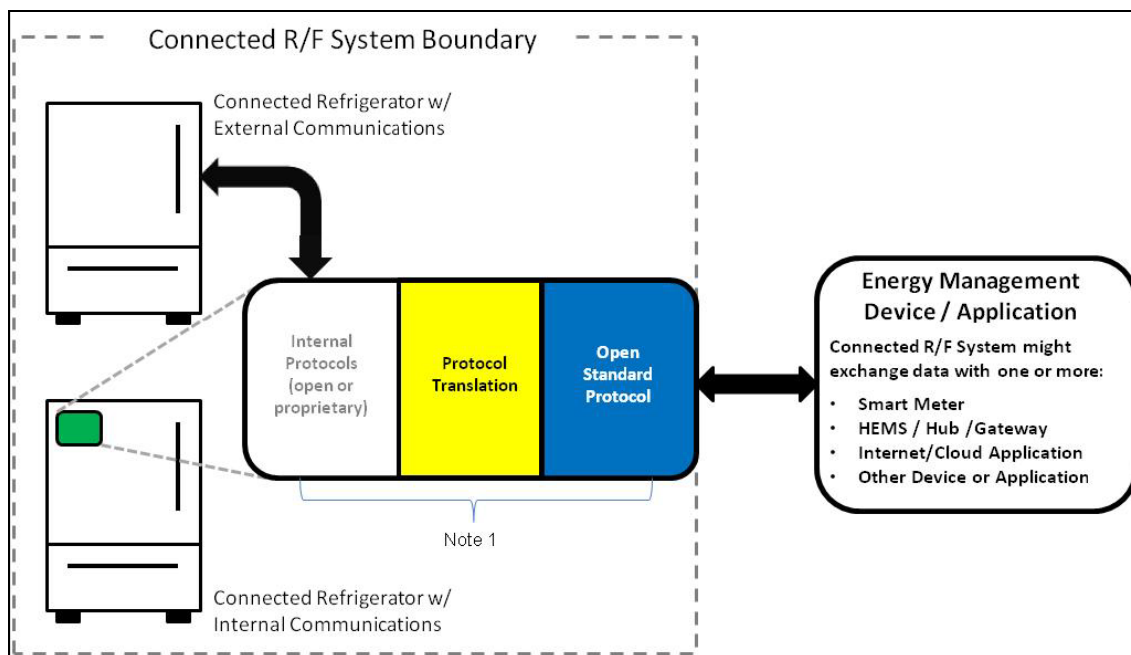 Connected R/F System Boundary
Connected Refrigerator w/
External Communications
Internal
Protocols
(open or
proprietary)
Protocol
Translation
Open
Standard
Protocol
Note 1
Connected Refrigerator w/
Internal Communications
Energy Management
Device / Application
Connected R/F System might
exchange data with one or more:
• Smart Meter
• HEMS / Hub /Gateway
• Internet/Cloud Application
• Other Device or Application